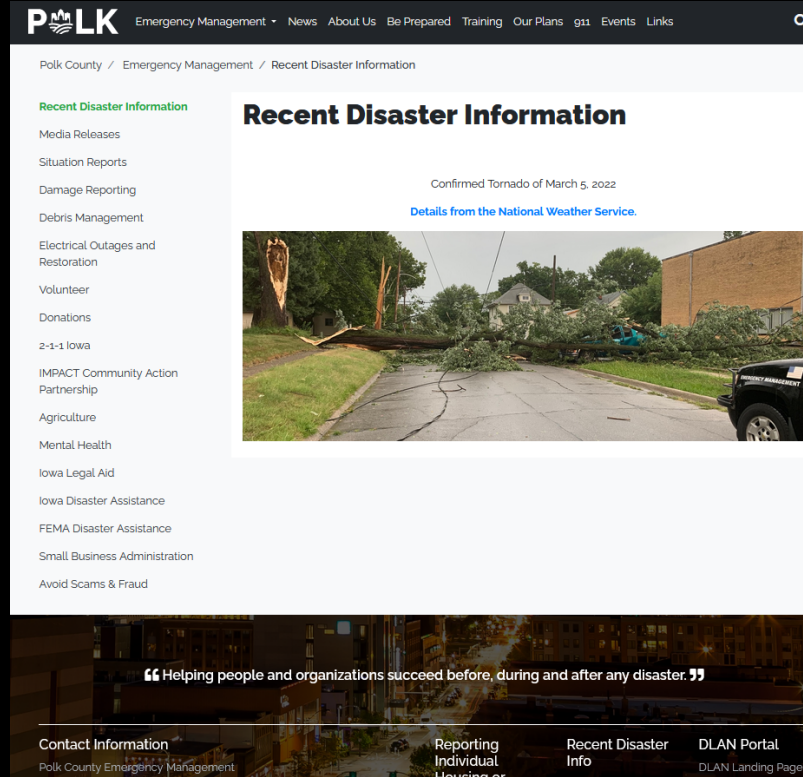 POLK
Emergency Management News About Us Be Prepared Training Our Plans 911 Events Links
Polk County / Emergency Management / Recent Disaster Information
Recent Disaster Information
Media Releases
Situation Reports
Damage Reporting
Debris Management
Electrical Outages and
Restoration
Volunteer
Donations
2-1-1 Iowa
IMPACT Community Action
Partnership
Agriculture
Mental Health
Iowa Legal Aid
Iowa Disaster Assistance
FEMA Disaster Assistance
Small Business Administration
Avoid Scams & Fraud
Recent Disaster Information
Confirmed Tornado of March 5, 2022
Details from the National Weather Service.
EMERGENCY MANAGEMENT
❝ Helping people and organizations succeed before, during and after any disaster. ❞
Contact Information
Polk County Emergency Management
Reporting
Individual
Housing or
Recent Disaster
Info
DLAN Portal
DLAN Landing Page